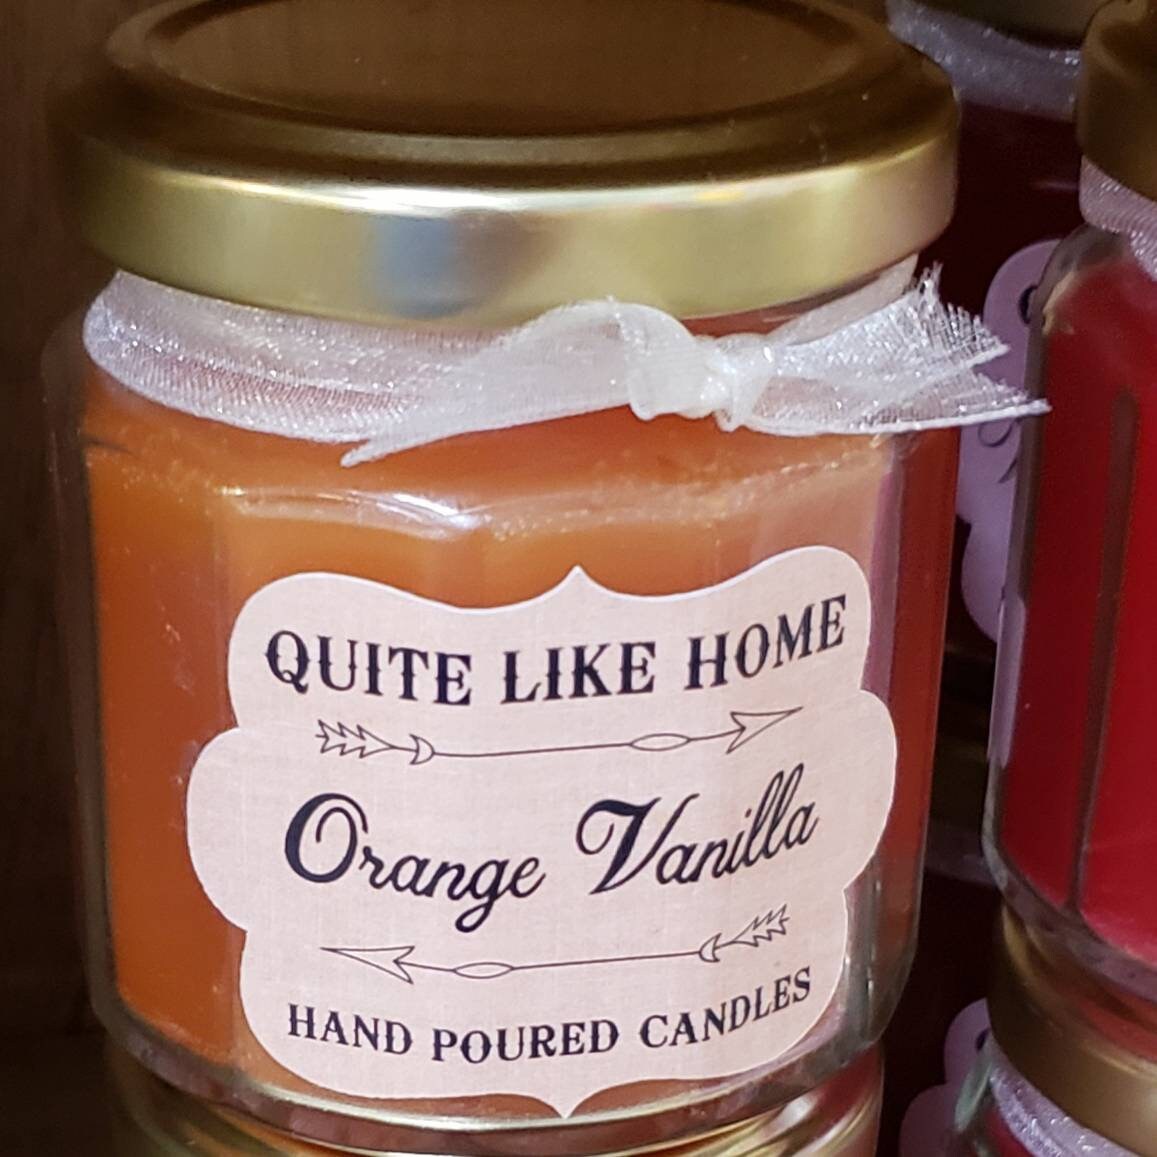 QUITE LIKE HOME
Orange Vanilla
HAND POURED CANDLES